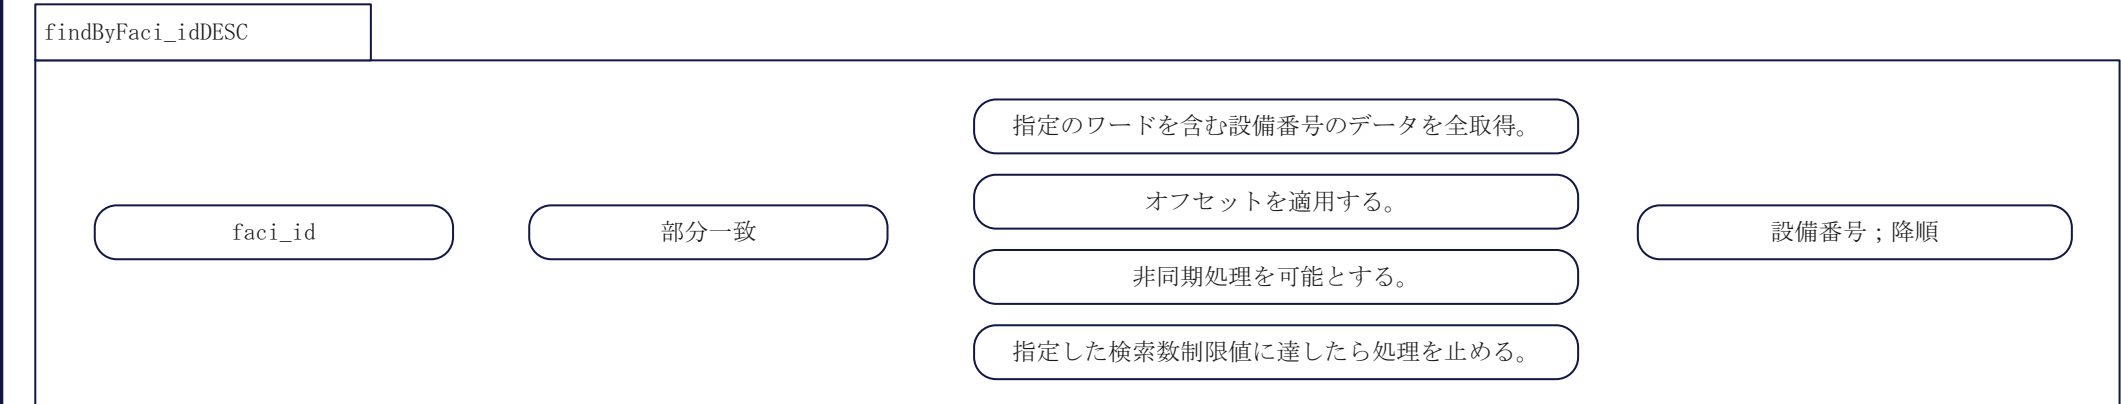 findByFaci_idDESC
faci_id
部分一致
指定のワードを含む設備番号のデータを全取得。
オフセットを適用する。
非同期処理を可能とする。
指定した検索数制限値に達したら処理を止める。
設備番号；降順